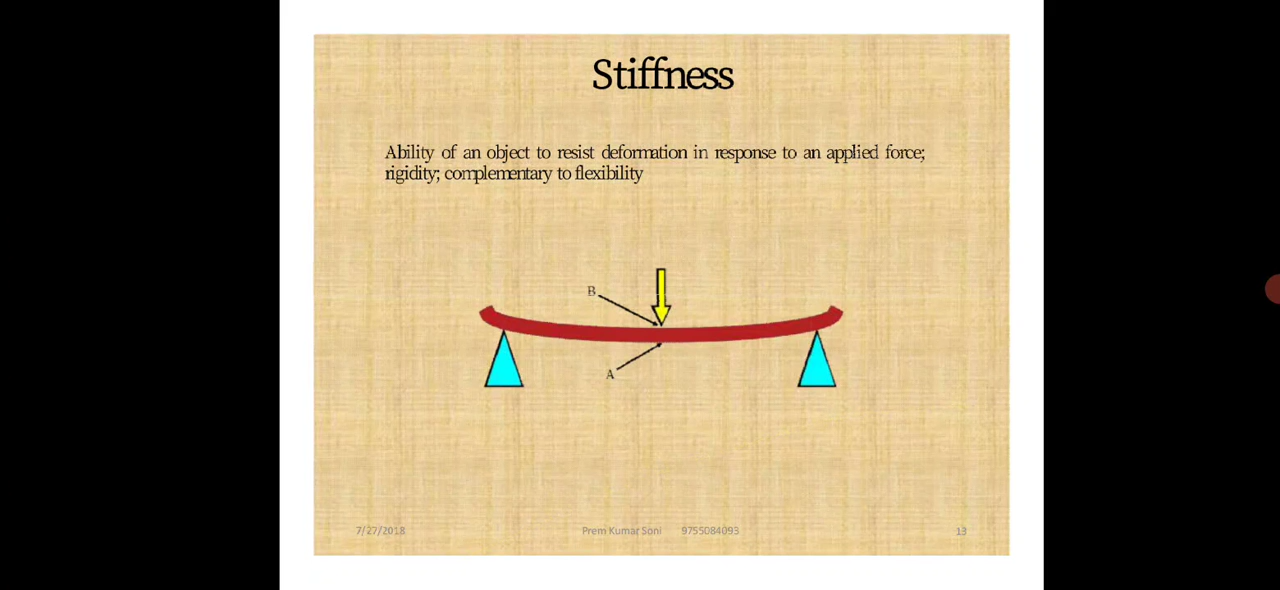 Stiffness
Ability of an object to resist deformation in response to an applied force;
rigidity; complementary to flexibility
B
A
7/27/2018 Prem Kumar Soni 9755084093 13